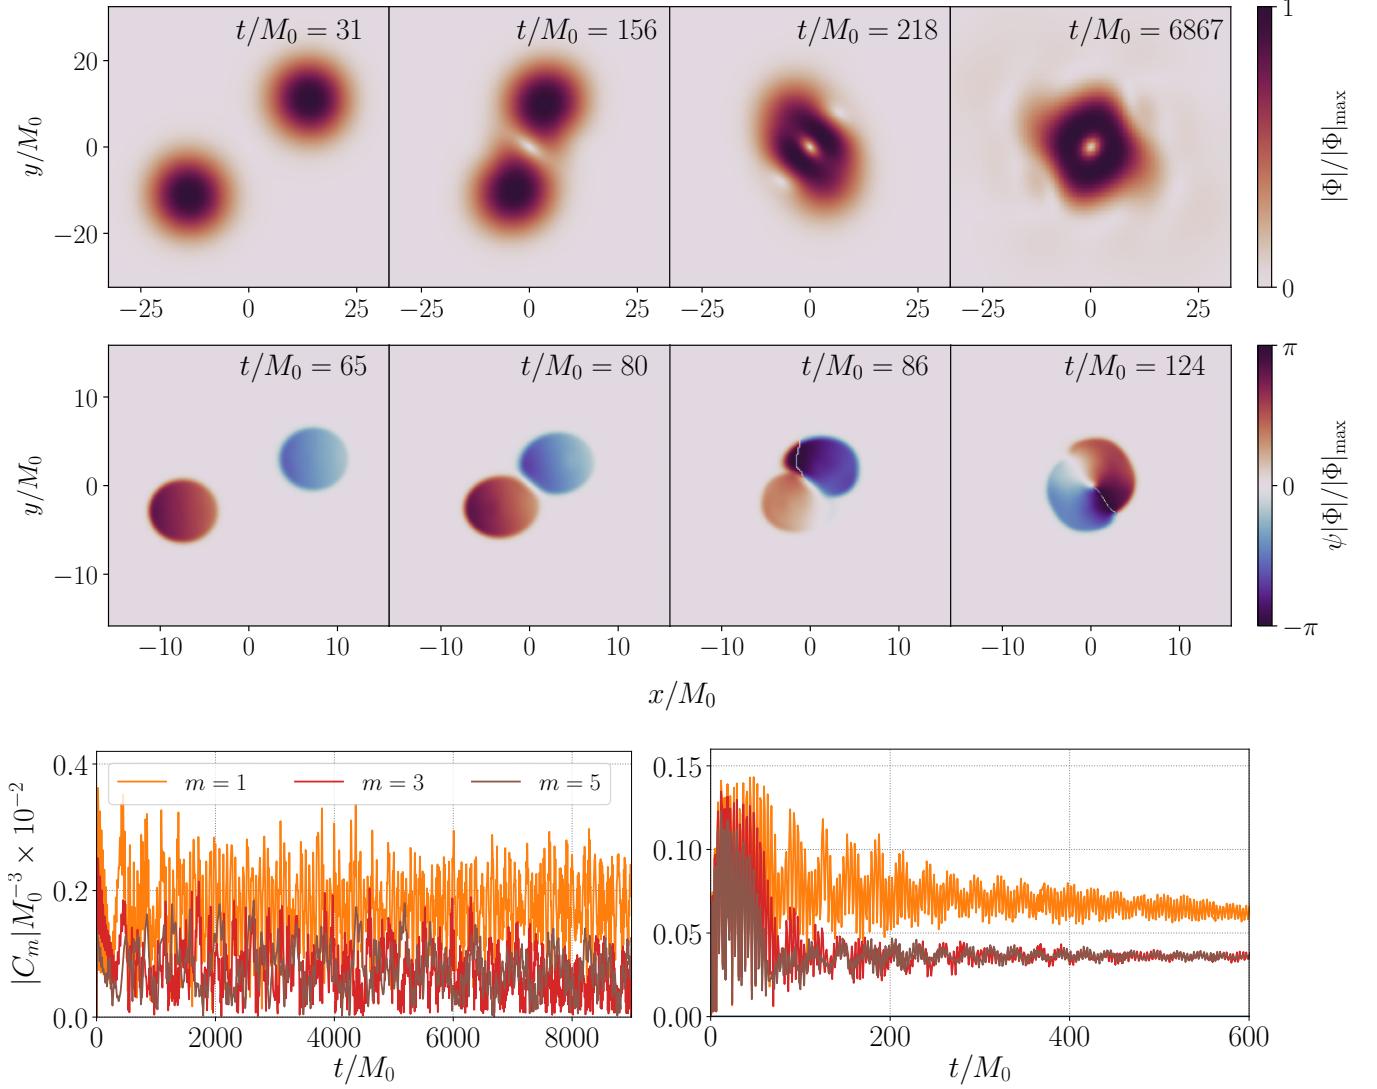 t/M₀ = 31
t/M₀ = 156
t/M₀ = 218
t/M₀ = 6867
1
20
0
−20
y/M₀
−25 0 25
−25 0 25
−25 0 25
−25 0 25
0
|Φ|/|Φ|max
t/M₀ = 65
t/M₀ = 80
t/M₀ = 86
t/M₀ = 124
π
10
0
−10
y/M₀
0
−π
ψ|Φ|/|Φ|max
−10 0 10
−10 0 10
−10 0 10
−10 0 10
x/M₀
0.4
0.2
0.0
|Cₘ|M₀⁻³ × 10⁻²
m = 1
m = 3
m = 5
0 2000 4000 6000 8000
t/M₀
0.15
0.10
0.05
0.00
0 200 400 600
t/M₀